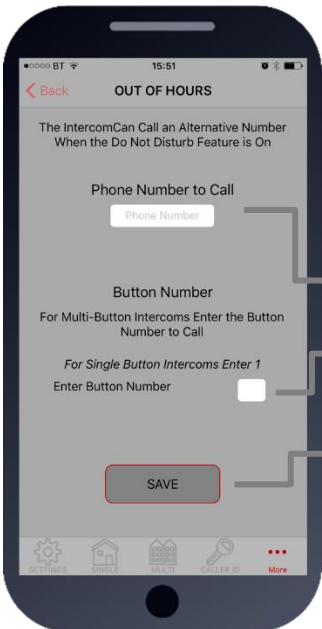 BT 15:51
Back OUT OF HOURS
The IntercomCan Call an Alternative Number
When the Do Not Disturb Feature is On
Phone Number to Call
Phone Number
Button Number
For Multi-Button Intercoms Enter the Button
Number to Call
For Single Button Intercoms Enter 1
Enter Button Number
SAVE
SETTINGS SINGLE MULTI CALLER ID More